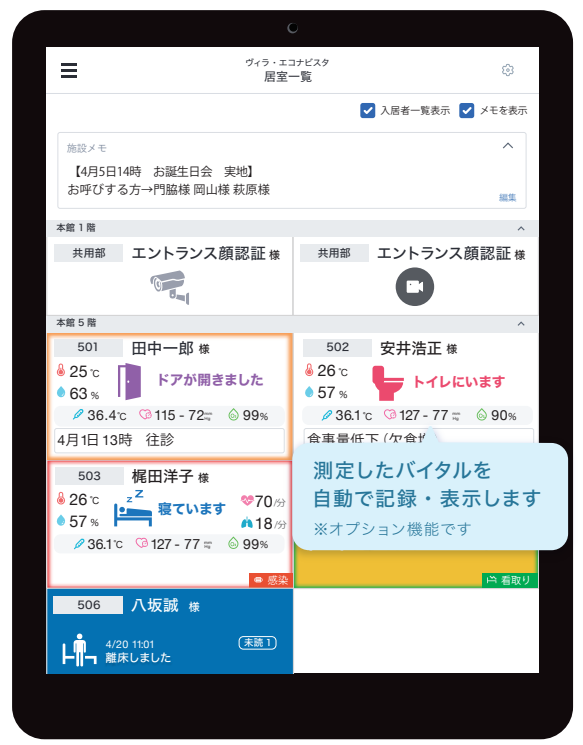 ヴィラ・エコナビスタ
居室一覧
入居者一覧表示 メモを表示
施設メモ
【4月5日14時 お誕生日会 実地】
お呼びする方→門脇様 岡山様 萩原様
編集
本館 1 階
共用部 エントランス顔認証 様
共用部 エントランス顔認証 様
本館 5 階
501 田中一郎 様
25℃
63 %
ドアが開きました
36.4℃ 115 - 72 99%
4月1日 13時 往診
502 安井浩正 様
26 ℃
57 %
トイレにいます
36.1℃ 127 - 77 90%
食事量低下
測定したバイタルを
自動で記録・表示します
※オプション機能です
503 梶田洋子 様
26 ℃
57 %
zZ
寝ています
70/分
18/分
36.1℃ 127 - 77 99%
感染
看取り
506 八坂誠 様
4/20 11:01
離床しました
未読 1